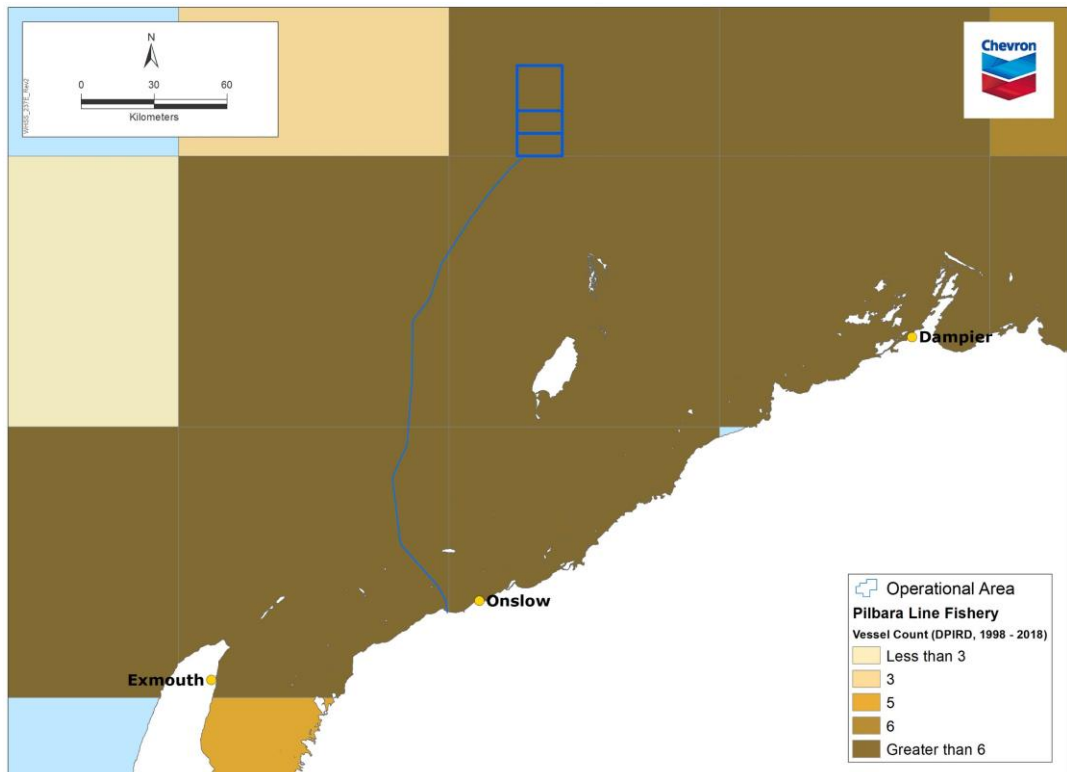 N
0 30 60
Kilometers
WHSS_237E_Rev2
Chevron
Dampier
Onslow
Exmouth
Operational Area
Pilbara Line Fishery
Vessel Count (DPIRD, 1998 - 2018)
Less than 3
3
5
6
Greater than 6